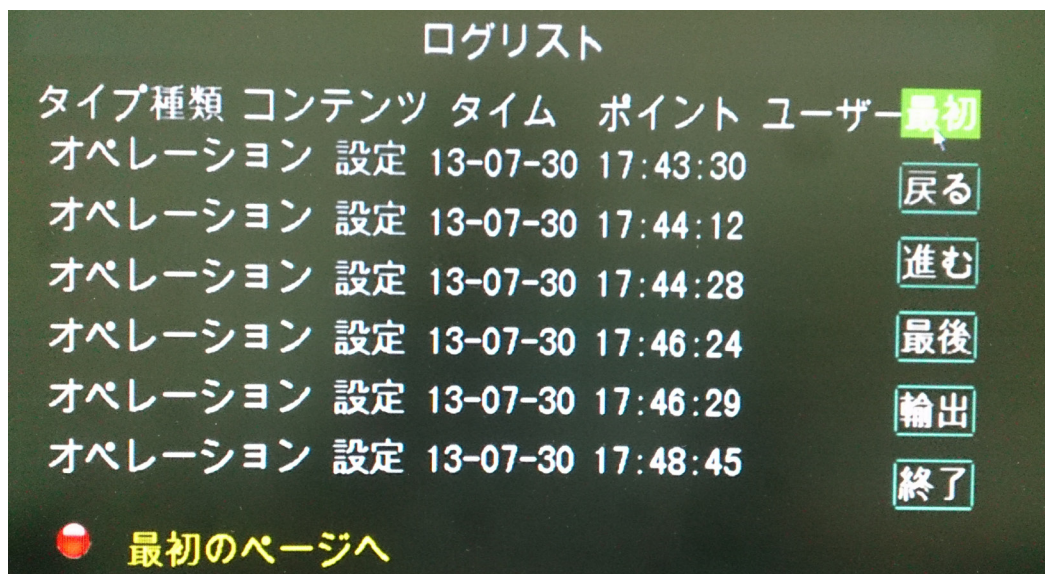 ログリスト
タイプ種類 コンテンツ タイム ポイント ユーザー 最初
オペレーション 設定 13-07-30 17:43:30
戻る
オペレーション 設定 13-07-30 17:44:12
進む
オペレーション 設定 13-07-30 17:44:28
オペレーション 設定 13-07-30 17:46:24
最後
オペレーション 設定 13-07-30 17:46:29
輸出
オペレーション 設定 13-07-30 17:48:45
終了
最初のページへ